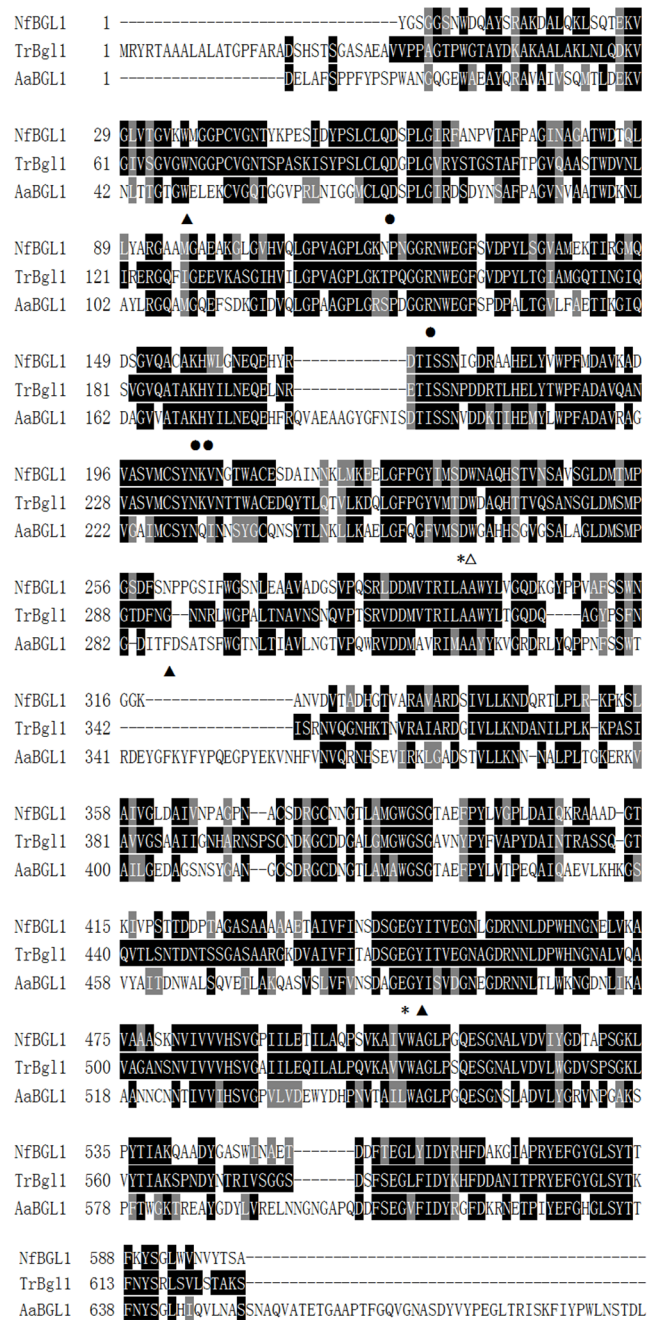 NfBGL1 1 --------------------------------YGSGGSNWDQAYSRAKDALQKLSQTEKV
TrBgl1 1 MRYRTAAALALATGPFARADSHSTSGASAEAVVPPAGTPWGTAYDKAKAALAKLNLQDKV
AaBGL1 1 -------------------DELAFSPPFYPSPWANGQGEWAEAYQRAVAIVSQMTLDEKV
NfBGL1 29 GLVTGVKWMGGPCVGNTYKPESIDYPSLCLQDSPLGIRFANPVTAFPAGINAGATWDTQL
TrBgl1 61 GIVSGVGWNGGPCVGNTSPASKISYPSLCLQDGPLGVRYSTGSTAFTPGVQAASTWDVNL
AaBGL1 42 NLTTGTGWELEKCVGQTGGVPRLNIGGMCLQDSPLGIRDSDYNSAFPAGVNVAATWDKNL
▲ ●
NfBGL1 89 LYARGAAMGAEAKGLGVHVQLGPVAGPLGKNPNGGRNWEGFSVDPYLSGVAMEKTIRGMQ
TrBgl1 121 IRERGQFIGEEVKASGIHVILGPVAGPLGKTPQGGRNWEGFGVDPYLTGIAMGQTINGIQ
AaBGL1 102 AYLRGQAMGQEFSDKGIDVQLGPAAGPLGRSPDGGRNWEGFSPDPALTGVLFAETIKGIQ
●
NfBGL1 149 DSGVQACAKHWLGNEQEHYR-------------DTISSNIGDRAAHELYVWPFMDAVKAD
TrBgl1 181 SVGVQATAKHYILNEQELNR-------------ETISSNPDDRTLHELYTWPFADAVQAN
AaBGL1 162 DAGVVATAKHYILNEQEHFRQVAEAAGYGFNISDTISSNVDDKTIHEMYLWPFADAVRAG
●●
NfBGL1 196 VASVMCSYNKVNGTWACESDAINNKLMKEELGFPGYIMSDWNAQHSTVNSAVSGLDMTMP
TrBgl1 228 VASVMCSYNKVNTTWACEDQYTLQTVLKDQLGFPGYVMTDWDAQHTTVQSANSGLDMSMP
AaBGL1 222 VGAIMCSYNQINNSYGCQNSYTLNKLLKAELGFQGFVMSDWGAHHSGVGSALAGLDMSMP
*△
NfBGL1 256 GSDFSNPPGSIFWGSNLEAAVADGSVPQSRLDDMVTRILAAWYLVGQDKGYPPVAFSSWN
TrBgl1 288 GTDFNG--NNRLWGPALTNAVNSNQVPTSRVDDMVTRILAAWYLTGQDQ----AGYPSFN
AaBGL1 282 G-DITFDSATSFWGTNLTIAVLNGTVPQWRVDDMAVRIMAAYYKVGRDRLYQPPNFSSWT
▲
NfBGL1 316 GGK-----------------ANVDVTADHGTVARAVARDSIVLLKNDQRTLPLR-KPKSL
TrBgl1 342 --------------------ISRNVQGNHKTNVRAIARDGIVLLKNDANILPLK-KPASI
AaBGL1 341 RDEYGFKYFYPQEGPYEKVNHFVNVQRNHSEVIRKLGADSTVLLKNN-NALPLTGKERKV
NfBGL1 358 AIVGLDAIVNPAGPN--ACSDRGCNNGTLAMGWGSGTAEFPYLVGPLDAIQKRAAAD-GT
TrBgl1 381 AVVGSAAIIGNHARNSPSCNDKGCDDGALGMGWGSGAVNYPYFVAPYDAINTRASSQ-GT
AaBGL1 400 AILGEDAGSNSYGAN--GCSDRGCDNGTLAMAWGSGTAEFPYLVTPEQAIQAEVLKHKGS
NfBGL1 415 KIVPSTTDDPTAGASAAAAAETAIVFINSDSGEGYITVEGNLGDRNNLDPWHNGNELVKA
TrBgl1 440 QVTLSNTDNTSSGASAARGKDVAIVFITADSGEGYITVEGNAGDRNNLDPWHNGNALVQA
AaBGL1 458 VYAITDNWALSQVETLAKQASVSLVFVNSDAGEGYISVDGNEGDRNNLTLWKNGDNLIKA
* ▲
NfBGL1 475 VAAASKNVIVVVHSVGPIILETILAQPSVKAIVWAGLPGQESGNALVDVIYGDTAPSGKL
TrBgl1 500 VAGANSNVIVVVHSVGAIILEQILALPQVKAVVWAGLPSQESGNALVDVLWGDVSPSGKL
AaBGL1 518 AANNCNNTIVVIHSVGPVLVDEWYDHPNVTAILWAGLPGQESGNSLADVLYGRVNPGAKS
NfBGL1 535 PYTIAKQAADYGASWINAET-------DDFTEGLYIDYRHFDAKGIAPRYEFGYGLSYTT
TrBgl1 560 VYTIAKSPNDYNTRIVSGGS-------DSFSEGLFIDYKHFDDANITPRYEFGYGLSYTK
AaBGL1 578 PFTWGKTREAYGDYLVRELNNGNGAPQDDFSEGVFIDYRGFDKRNETPIYEFGHGLSYTT
NfBGL1 588 FKYSGLWVNVYTSA----------------------------------------------
TrBgl1 613 FNYSRLSVLSTAKS----------------------------------------------
AaBGL1 638 FNYSGLHIQVLNASSNAQVATETGAAPTFGQVGNASDYVYPEGLTRISKFIYPWLNSTDL